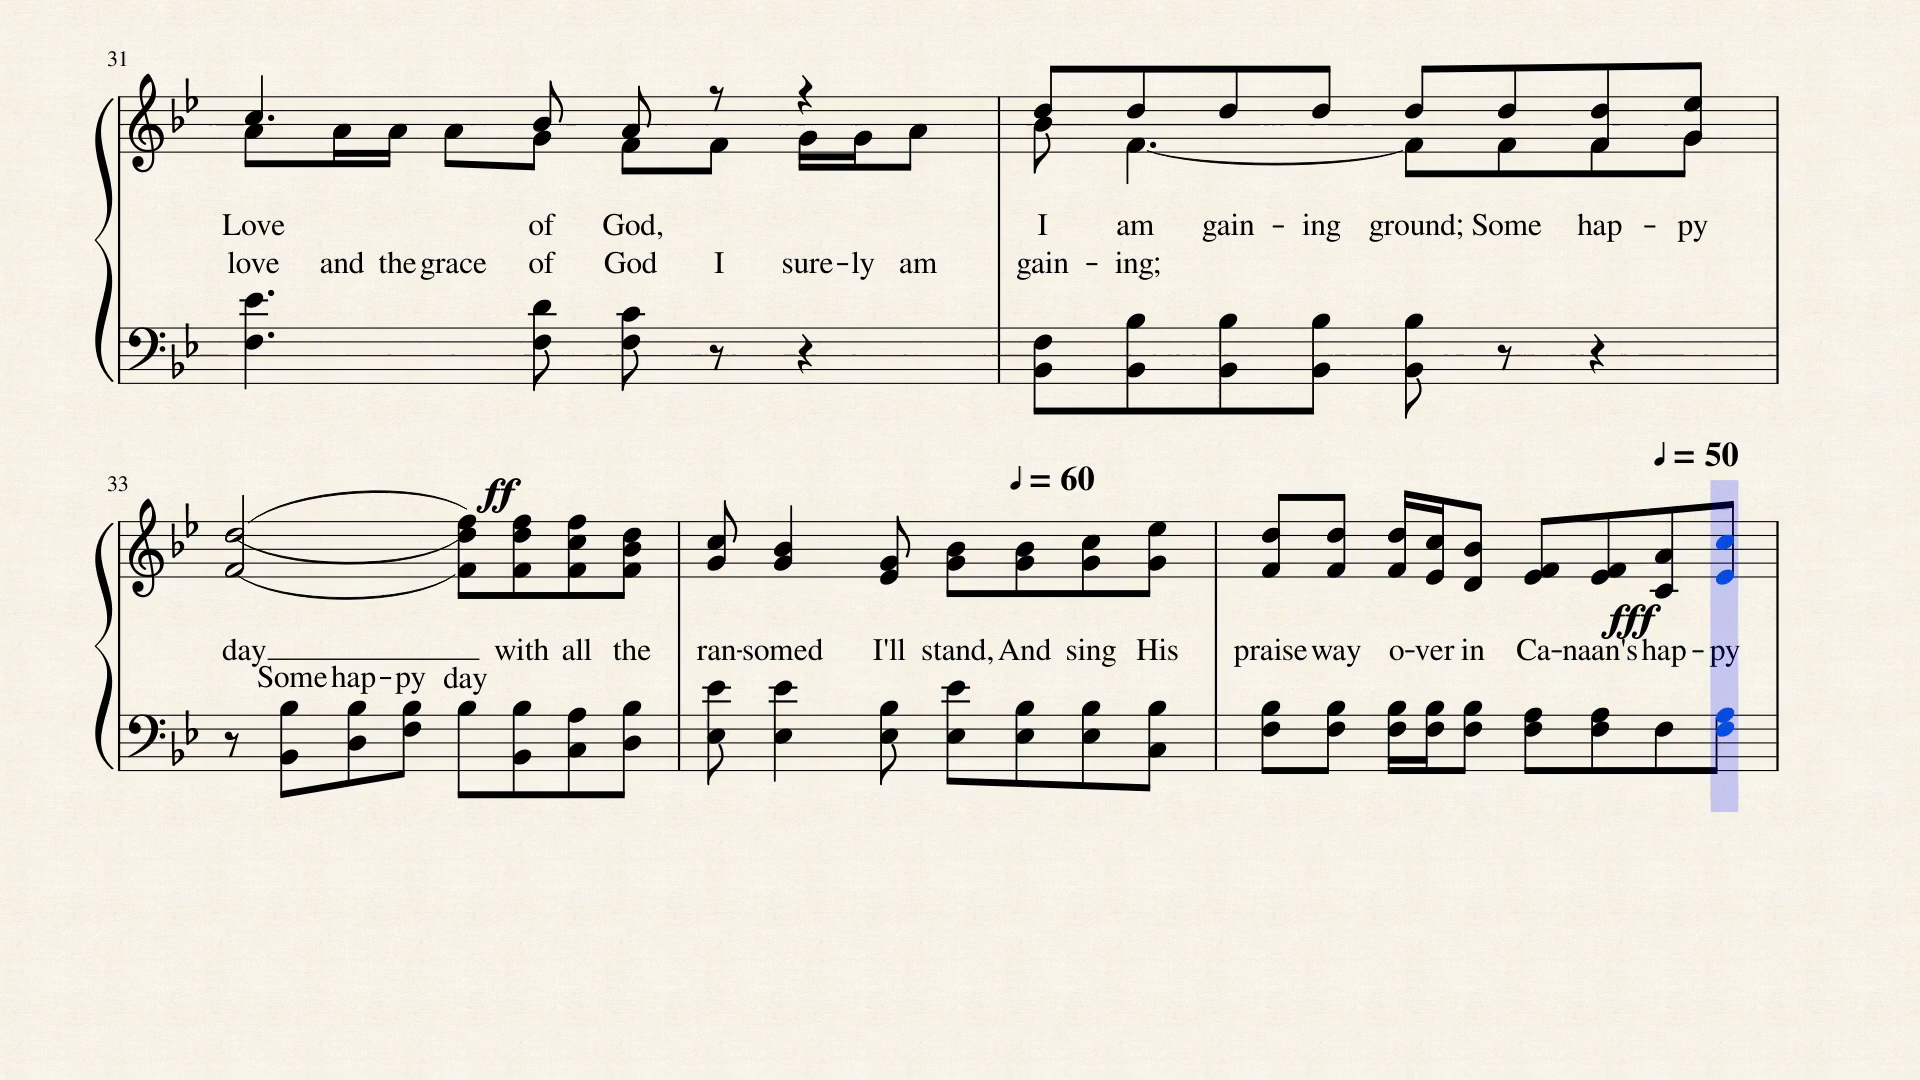 31
Love of God, I am gain - ing ground; Some hap - py
love and the grace of God I sure-ly am gain - ing;
♩ = 50
33 ff ♩ = 60
day with all the ran-somed I'll stand, And sing His praise way o-ver in Ca-naan's hap-py
Some hap-py day
fff